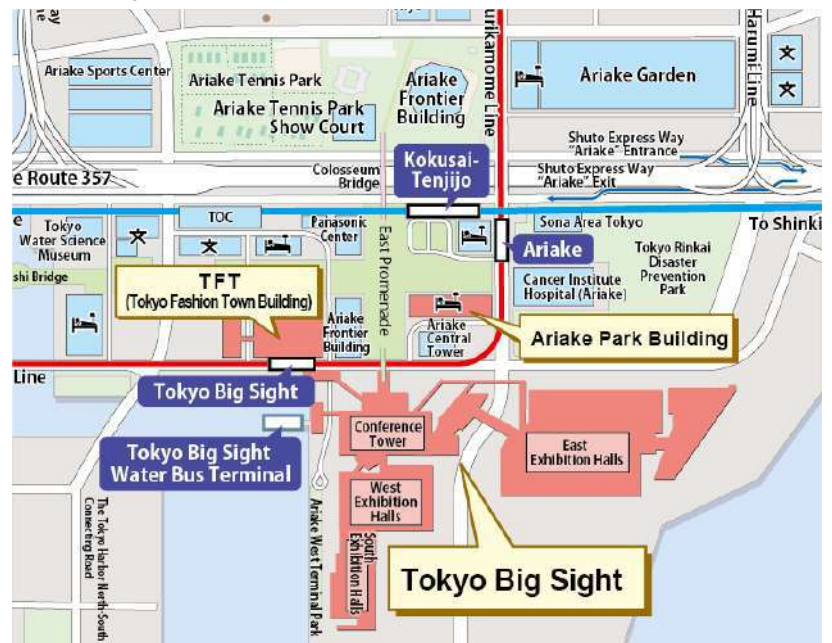 urikamome Line
Harumi Line
Ariake Sports Center
Ariake Tennis Park
Ariake Tennis Park
Show Court
Ariake
Frontier
Building
Ariake Garden
Shuto Express Way
"Ariake" Entrance
Shuto Express Way
"Ariake" Exit
e Route 357
Colosseum
Bridge
Kokusai-
Tenjijo
Tokyo
Water Science
Museum
TOC
Panasonic
Center
East Promenade
Ariake
Sona Area Tokyo
To Shinki
Tokyo Rinkai
Disaster
Prevention
Park
Cancer Institute
Hospital (Ariake)
shi Bridge
TFT
(Tokyo Fashion Town Building)
Ariake
Frontier
Building
Ariake
Central
Tower
Ariake Park Building
Line
Tokyo Big Sight
Tokyo Big Sight
Water Bus Terminal
Conference
Tower
East
Exhibition Halls
West
Exhibition
Halls
South
Exhibition Halls
Ariake West Terminal Park
The Tokyo Harbor North-South
Connecting Road
Tokyo Big Sight